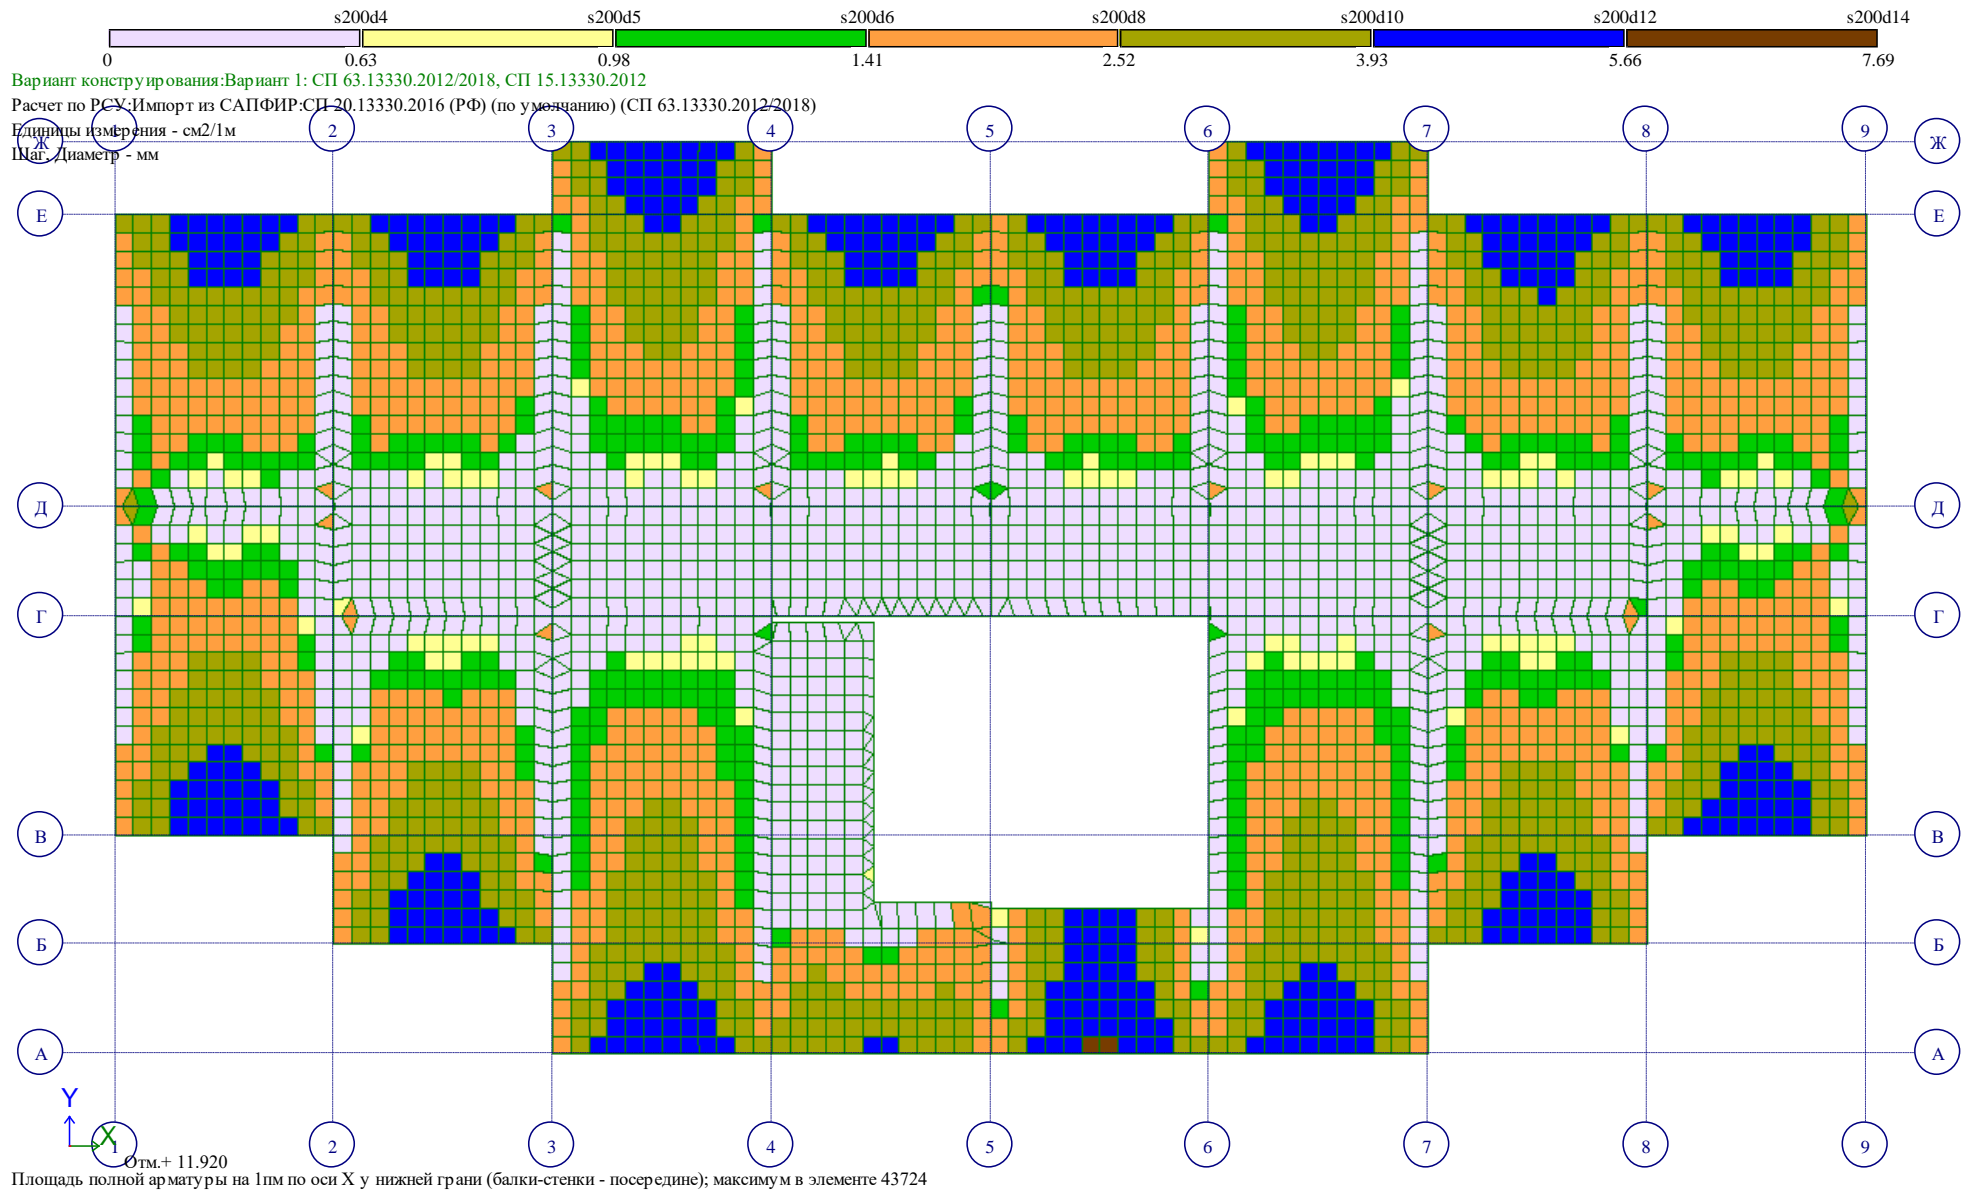 s200d4 s200d5 s200d6 s200d8 s200d10 s200d12 s200d14
0 0.63 0.98 1.41 2.52 3.93 5.66 7.69
Вариант конструирования:Вариант 1: СП 63.13330.2012/2018, СП 15.13330.2012
Расчет по РСУ:Импорт из САПФИР:СП 20.13330.2016 (РФ) (по умолчанию) (СП 63.13330.2012/2018)
Единицы измерения - см2/1м
1 2 3 4 5 6 7 8 9
Ж Ж
Шаг, Диаметр - мм
Е Е
Д Д
Г Г
В В
Б Б
А А
Y
X
1 2 3 4 5 6 7 8 9
Отм.+ 11.920
Площадь полной арматуры на 1пм по оси X у нижней грани (балки-стенки - посередине); максимум в элементе 43724